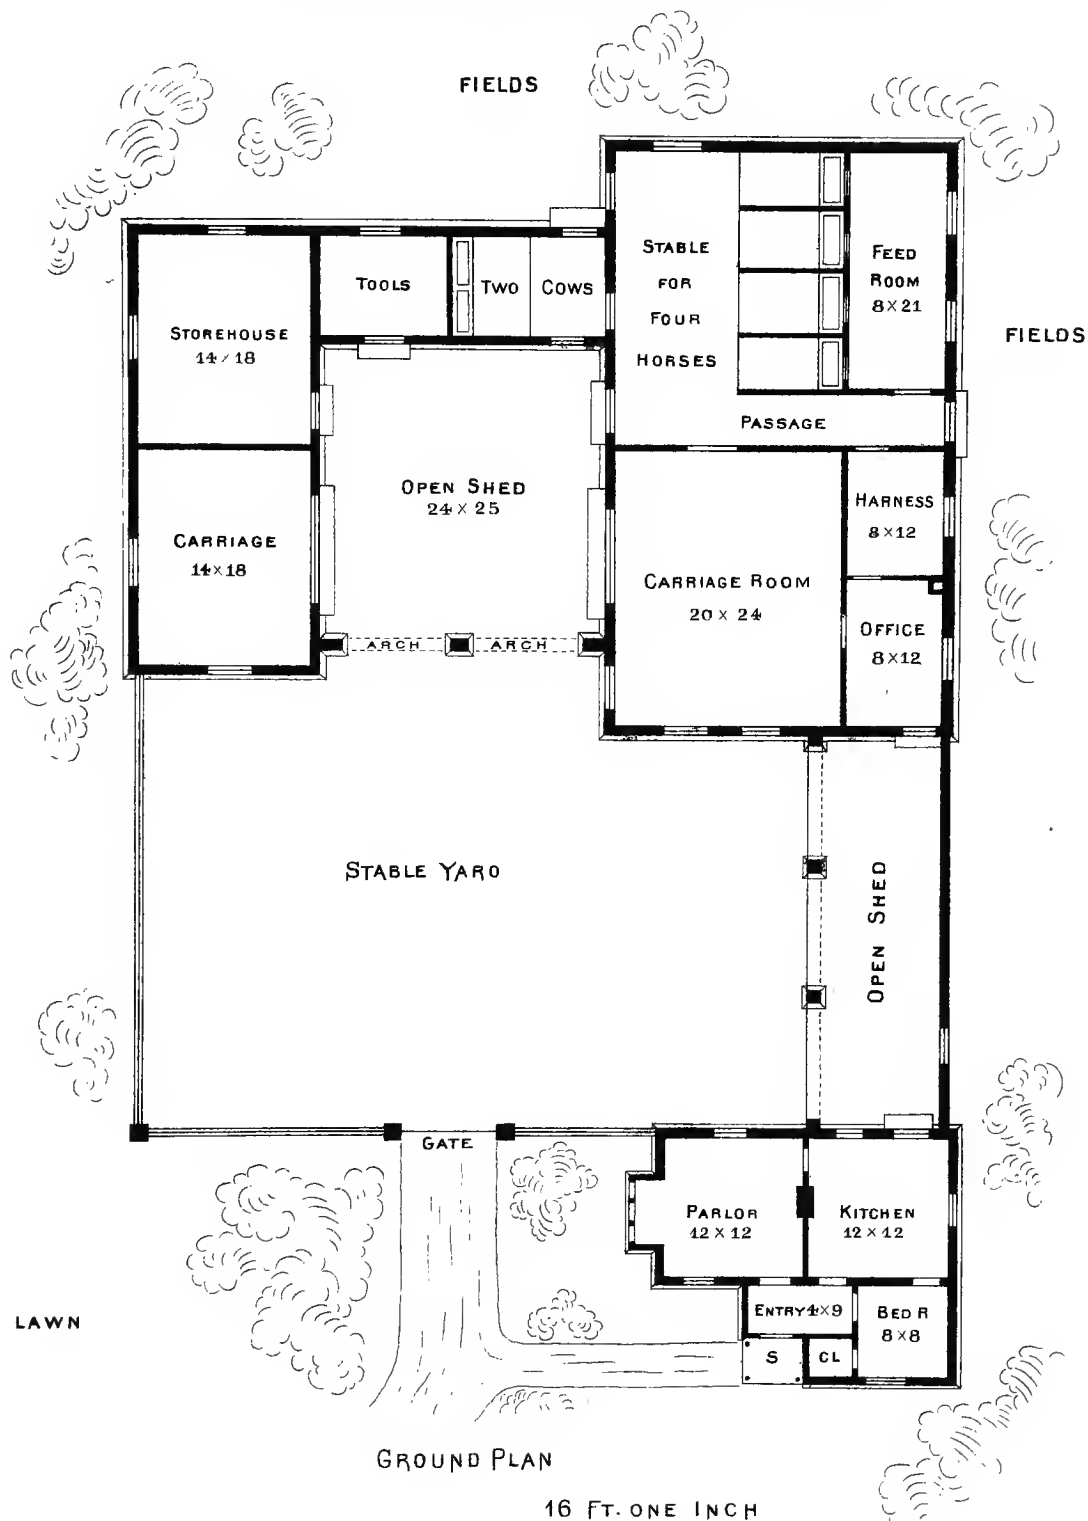 FIELDS
STABLE
FOR
FOUR
HORSES
FEED
ROOM
8×21
TOOLS
TWO COWS
STOREHOUSE
14×18
FIELDS
PASSAGE
OPEN SHED
24×25
HARNESS
8×12
CARRIAGE
14×18
CARRIAGE ROOM
20×24
OFFICE
8×12
ARCH ARCH
STABLE YARD
OPEN SHED
GATE
PARLOR
12×12
KITCHEN
12×12
ENTRY 4×9
BED R
8×8
LAWN
S
CL
GROUND PLAN
16 FT. ONE INCH